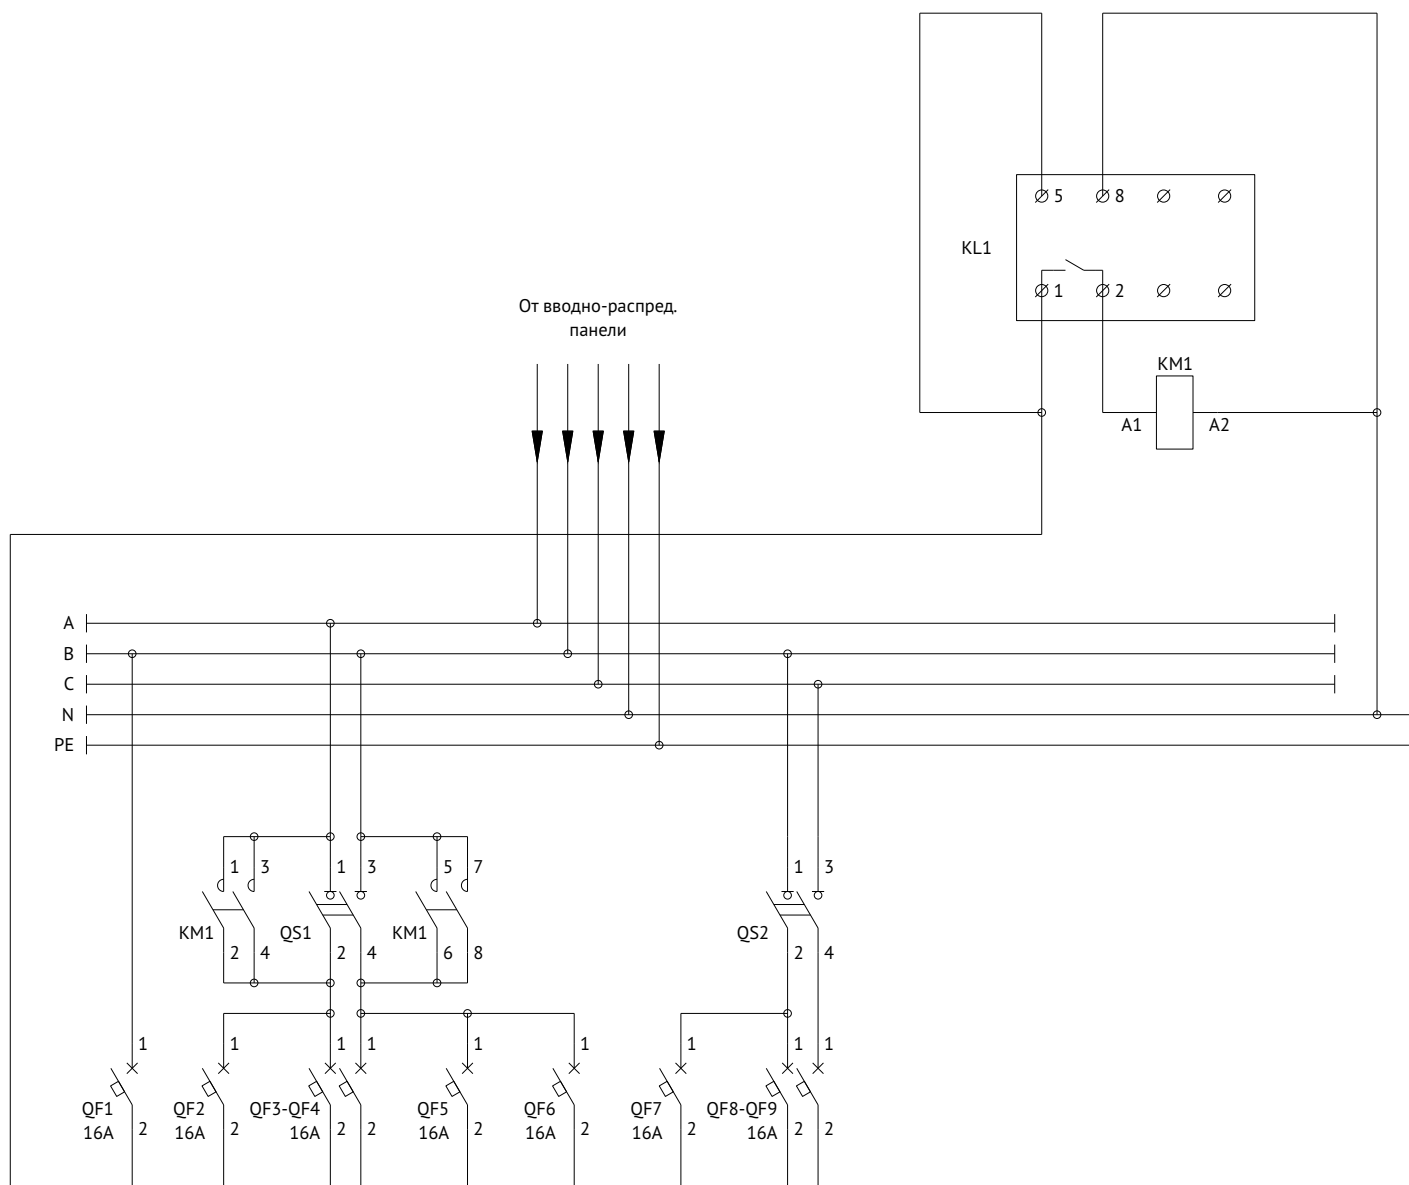 5 8
KL1
1 2
От вводно-распред.
панели
KM1
A1 A2
A
B
C
N
PE
1 3 1 3 5 7 1 3
KM1 QS1 KM1 QS2
2 4 2 4 6 8 2 4
1 1 1 1 1 1 1 1 1
QF1 QF2 QF3-QF4 QF5 QF6 QF7 QF8-QF9
16A 16A 16A 16A 16A 16A 16A
2 2 2 2 2 2 2 2 2